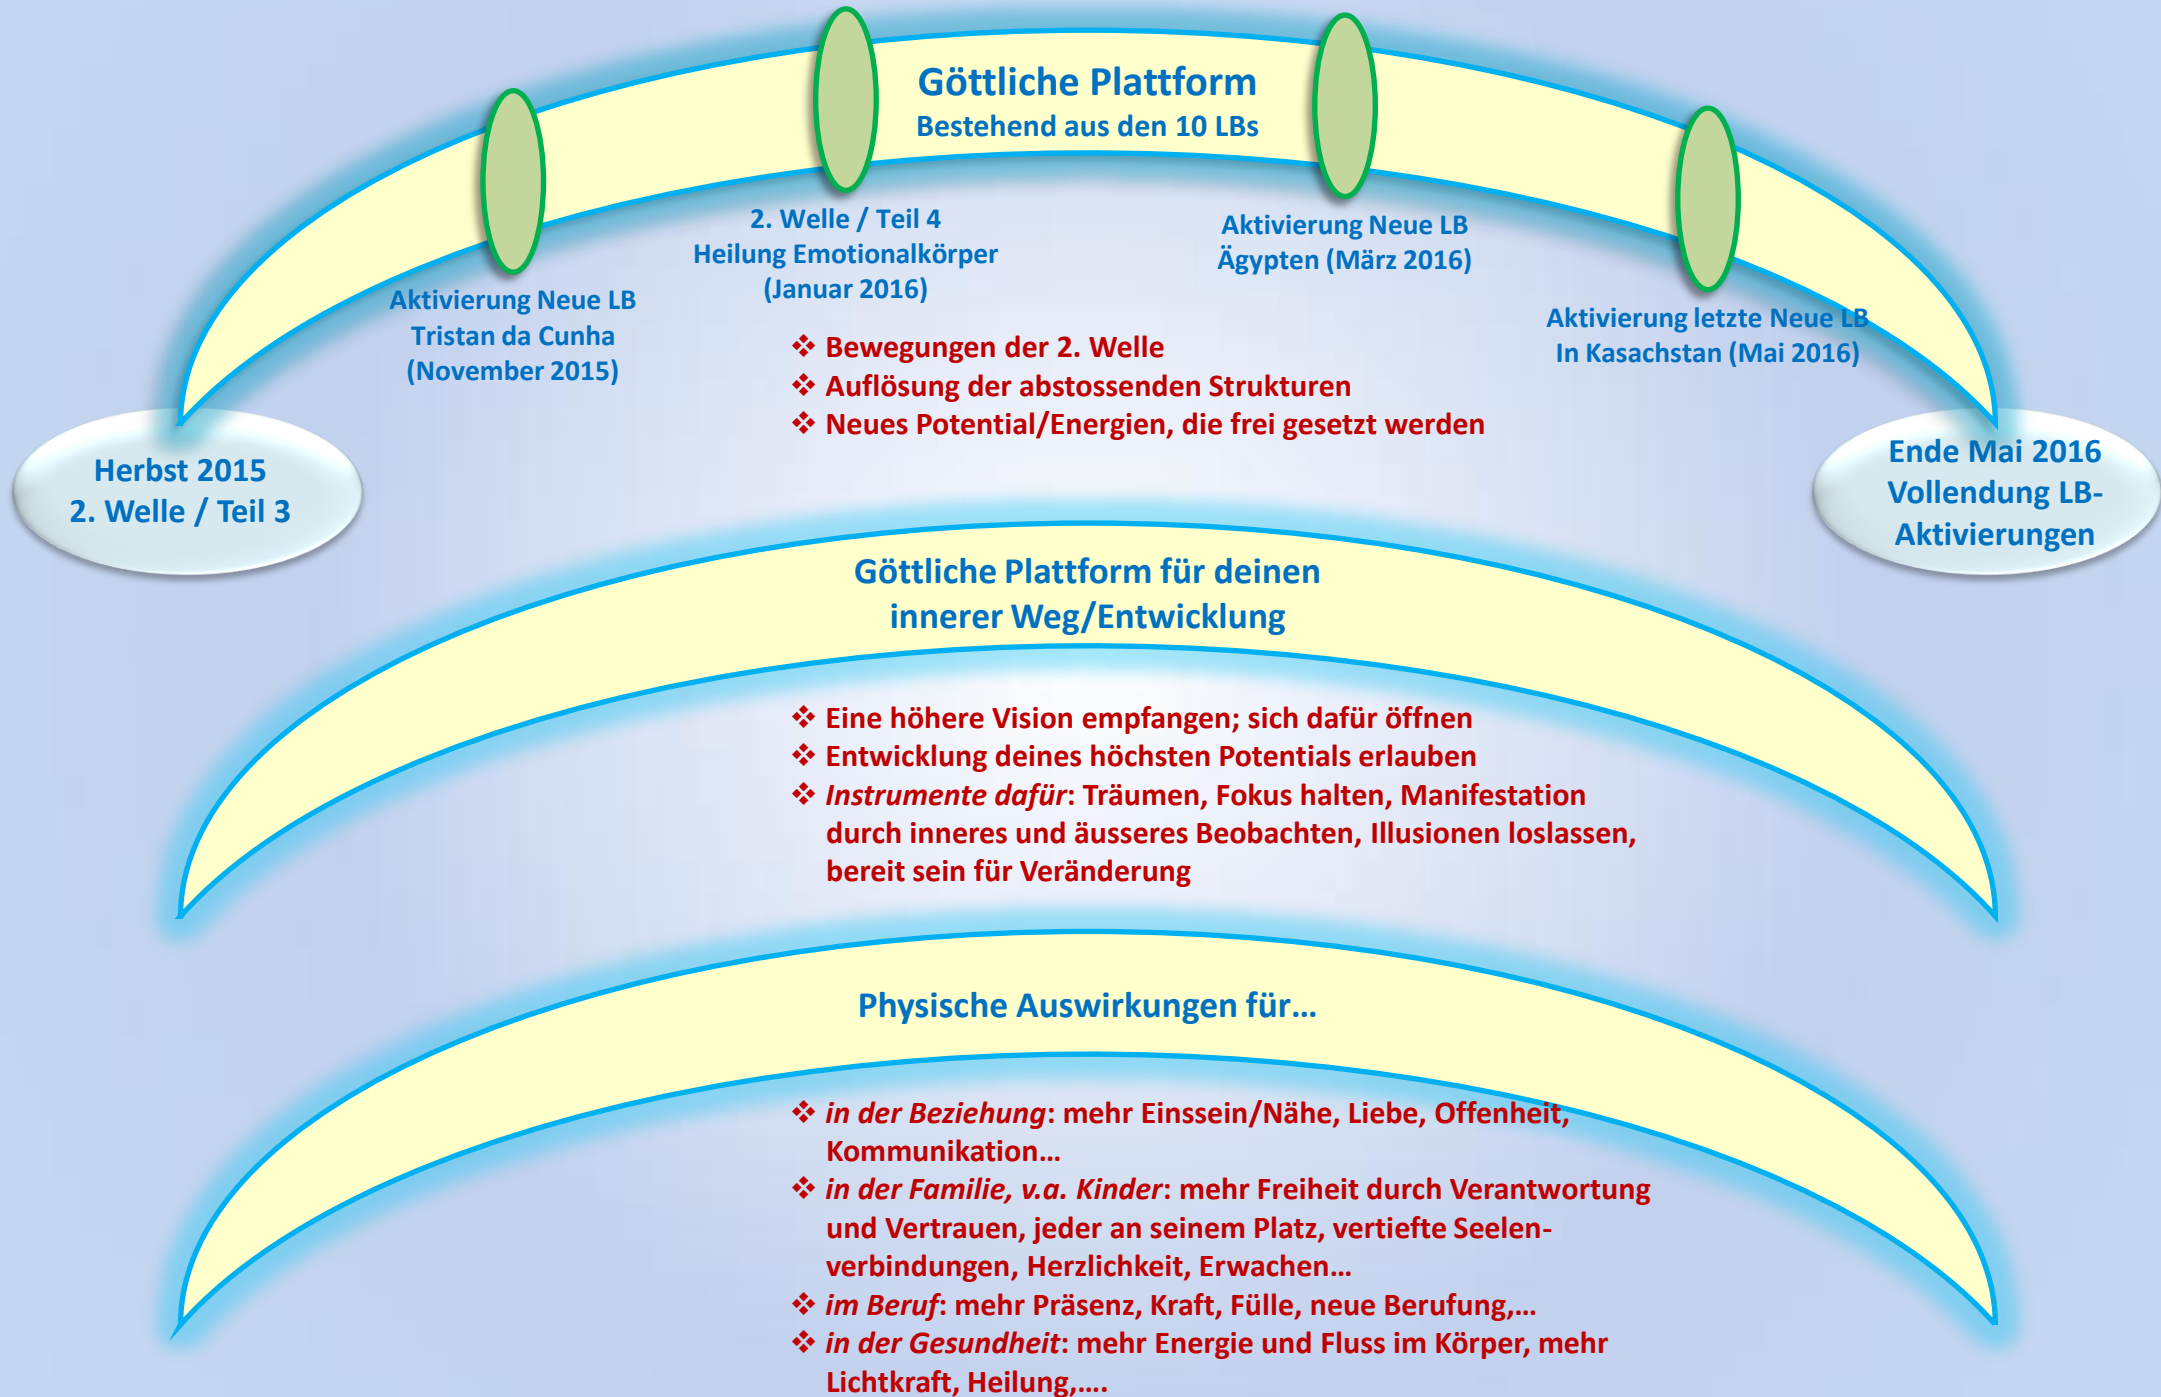 Göttliche Plattform
Bestehend aus den 10 LBs
Aktivierung Neue LB
Tristan da Cunha
(November 2015)
2. Welle / Teil 4
Heilung Emotionalkörper
(Januar 2016)
Aktivierung Neue LB
Ägypten (März 2016)
Aktivierung letzte Neue LB
In Kasachstan (Mai 2016)
❖ Bewegungen der 2. Welle
❖ Auflösung der abstossenden Strukturen
❖ Neues Potential/Energien, die frei gesetzt werden
Herbst 2015
2. Welle / Teil 3
Ende Mai 2016
Vollendung LB-
Aktivierungen
Göttliche Plattform für deinen
innerer Weg/Entwicklung
❖ Eine höhere Vision empfangen; sich dafür öffnen
❖ Entwicklung deines höchsten Potentials erlauben
❖ Instrumente dafür: Träumen, Fokus halten, Manifestation
durch inneres und äusseres Beobachten, Illusionen loslassen,
bereit sein für Veränderung
Physische Auswirkungen für…
❖ in der Beziehung: mehr Einssein/Nähe, Liebe, Offenheit,
Kommunikation…
❖ in der Familie, v.a. Kinder: mehr Freiheit durch Verantwortung
und Vertrauen, jeder an seinem Platz, vertiefte Seelen-
verbindungen, Herzlichkeit, Erwachen…
❖ im Beruf: mehr Präsenz, Kraft, Fülle, neue Berufung,…
❖ in der Gesundheit: mehr Energie und Fluss im Körper, mehr
Lichtkraft, Heilung,….